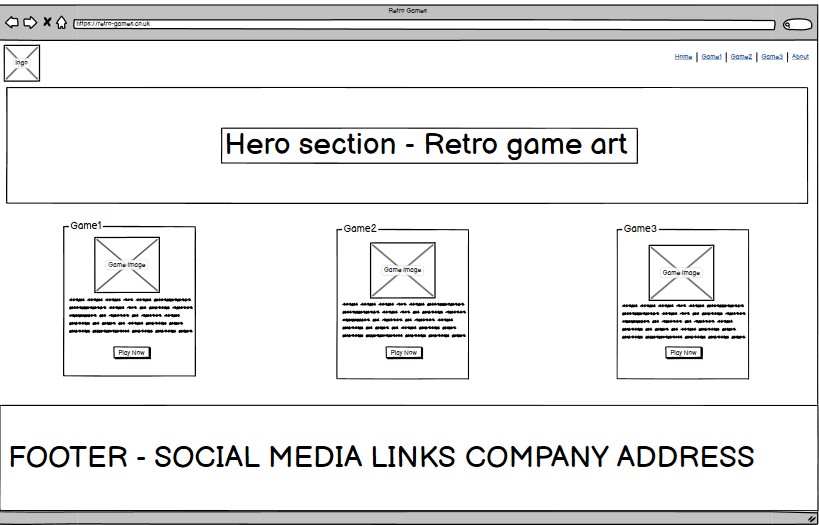 Retro Games
https://retro-games.co.uk
logo
Home | Game1 | Game2 | Game3 | About
Hero section - Retro game art
Game1
Game Image
Play Now
Game2
Game Image
Play Now
Game3
Game Image
Play Now
FOOTER - SOCIAL MEDIA LINKS COMPANY ADDRESS